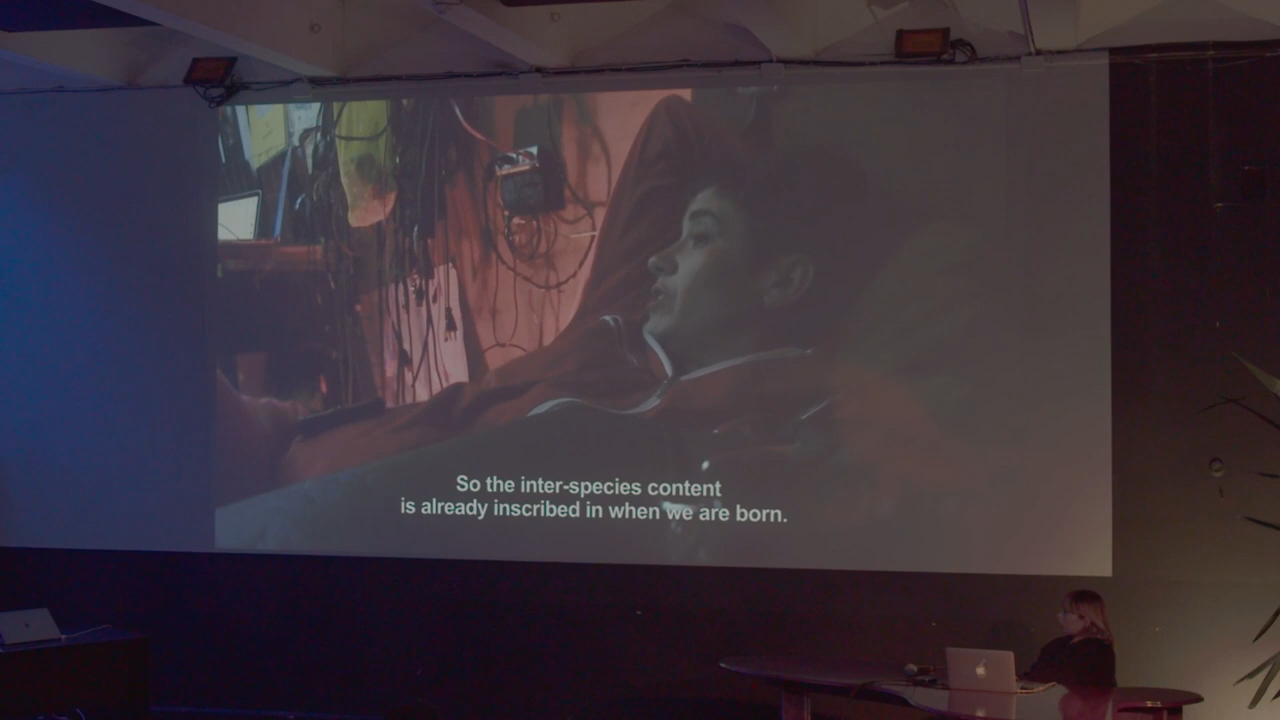 So the inter-species content
is already inscribed in when we are born.